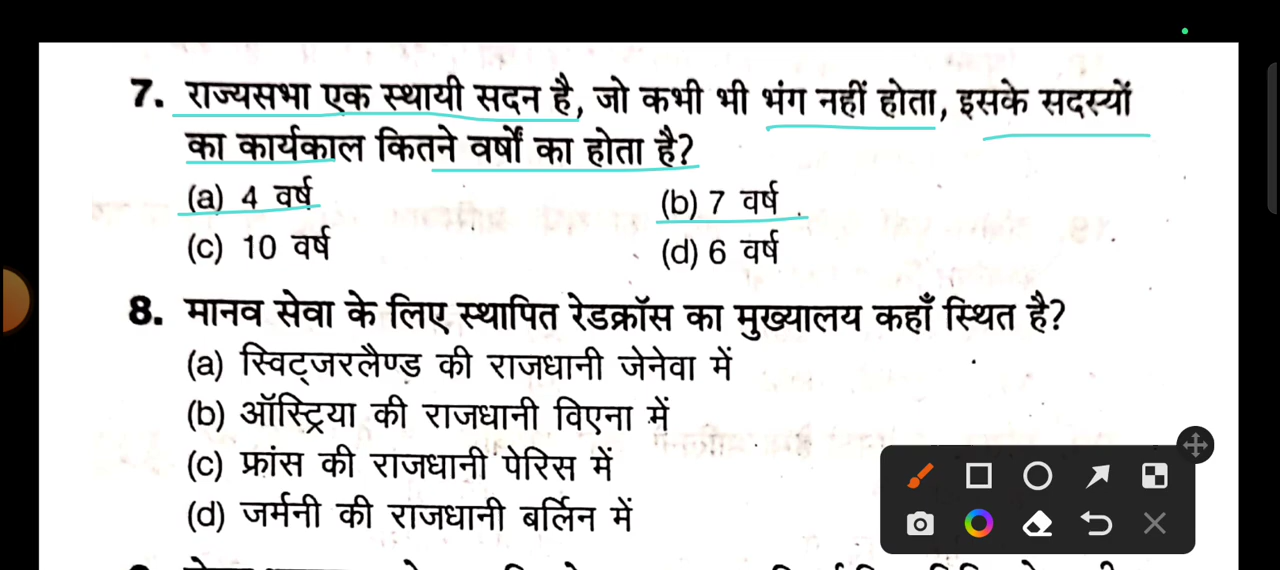 7. राज्यसभा एक स्थायी सदन है, जो कभी भी भंग नहीं होता, इसके सदस्यों
का कार्यकाल कितने वर्षों का होता है?
(a) 4 वर्ष (b) 7 वर्ष
(c) 10 वर्ष (d) 6 वर्ष
8. मानव सेवा के लिए स्थापित रेडक्रॉस का मुख्यालय कहाँ स्थित है?
(a) स्विट्जरलैण्ड की राजधानी जेनेवा में
(b) ऑस्ट्रिया की राजधानी विएना में
(c) फ्रांस की राजधानी पेरिस में
(d) जर्मनी की राजधानी बर्लिन में